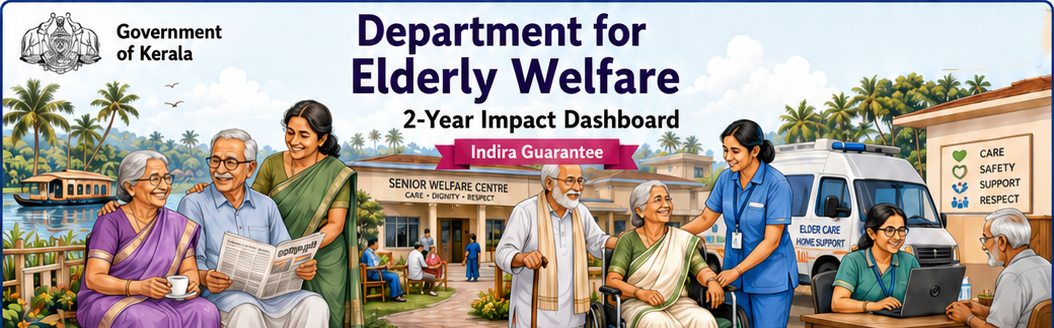 Government
of Kerala
Department for
Elderly Welfare
2-Year Impact Dashboard
Indira Guarantee
SENIOR WELFARE CENTRE
CARE • DIGNITY • RESPECT
ELDER CARE
HOME SUPPORT
CARE
SAFETY
SUPPORT
RESPECT